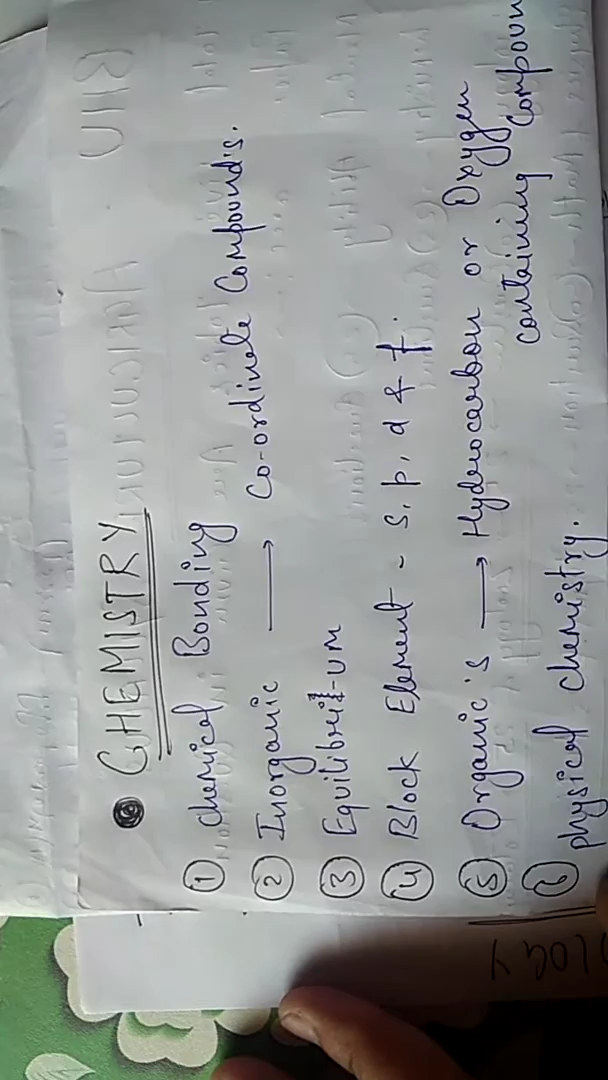 CHEMISTRY
① chemical Bonding
② Inorganic → Co-ordinate Compound's.
③ Equilibrium
④ Block Element - s, p, d & f.
⑤ Organic's → Hydrocarbon or Oxygen
containing Compoun
⑥ physical chemistry.